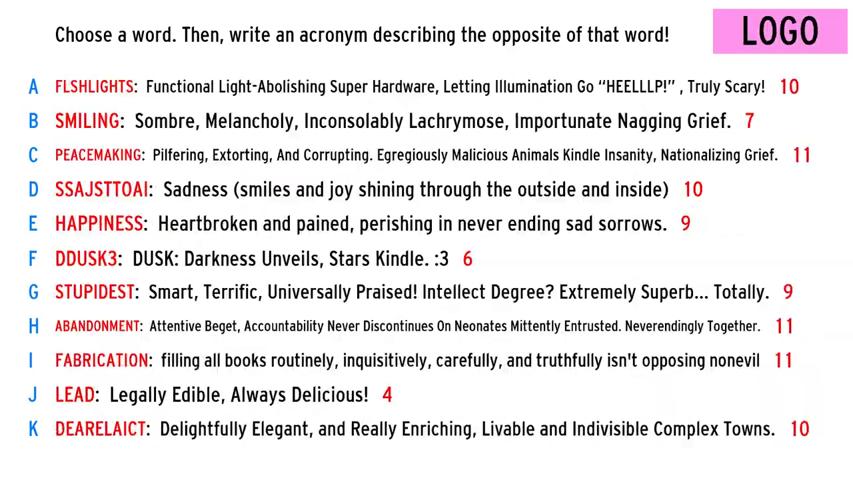 Choose a word. Then, write an acronym describing the opposite of that word!
LOGO
A FLSHLIGHTS: Functional Light-Abolishing Super Hardware, Letting Illumination Go “HEELLLP!” , Truly Scary! 10
B SMILING: Sombre, Melancholy, Inconsolably Lachrymose, Importunate Nagging Grief. 7
C PEACEMAKING: Pilfering, Extorting, And Corrupting. Egregiously Malicious Animals Kindle Insanity, Nationalizing Grief. 11
D SSAJSTTOAI: Sadness (smiles and joy shining through the outside and inside) 10
E HAPPINESS: Heartbroken and pained, perishing in never ending sad sorrows. 9
F DDUSK3: DUSK: Darkness Unveils, Stars Kindle. :3 6
G STUPIDEST: Smart, Terrific, Universally Praised! Intellect Degree? Extremely Superb... Totally. 9
H ABANDONMENT: Attentive Beget, Accountability Never Discontinues On Neonates Mittently Entrusted. Neverendingly Together. 11
I FABRICATION: filling all books routinely, inquisitively, carefully, and truthfully isn't opposing nonevil 11
J LEAD: Legally Edible, Always Delicious! 4
K DEARELAICT: Delightfully Elegant, and Really Enriching, Livable and Indivisible Complex Towns. 10